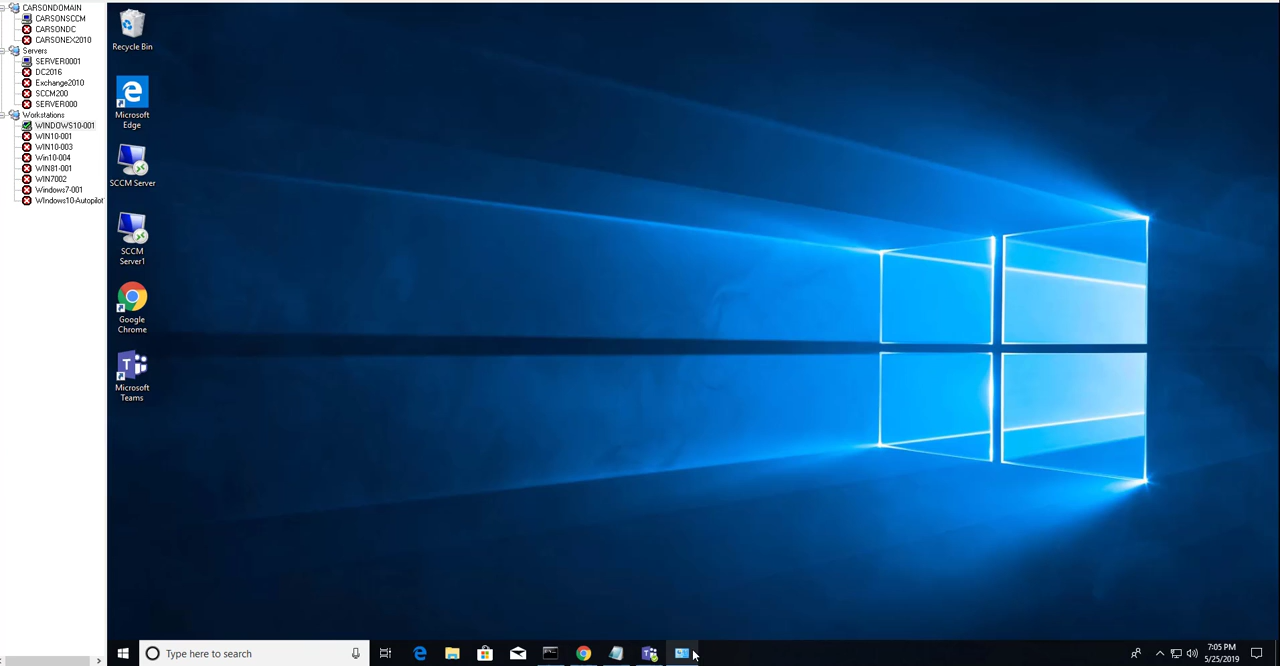 CARSONDOMAIN
CARSONSCCM
CARSONDC
CARSONEX2010
Servers
SERVER0001
DC2016
Exchange2010
SCCM200
SERVER000
Workstations
WINDOWS10-001
WIN10-001
WIN10-003
Win10-004
WIN81-001
WIN7002
Windows7-001
WIndows10-Autopilot
Recycle Bin
Microsoft
Edge
SCCM Server
SCCM
Server1
Google
Chrome
T
Microsoft
Teams
Type here to search
7:05 PM
5/25/2019